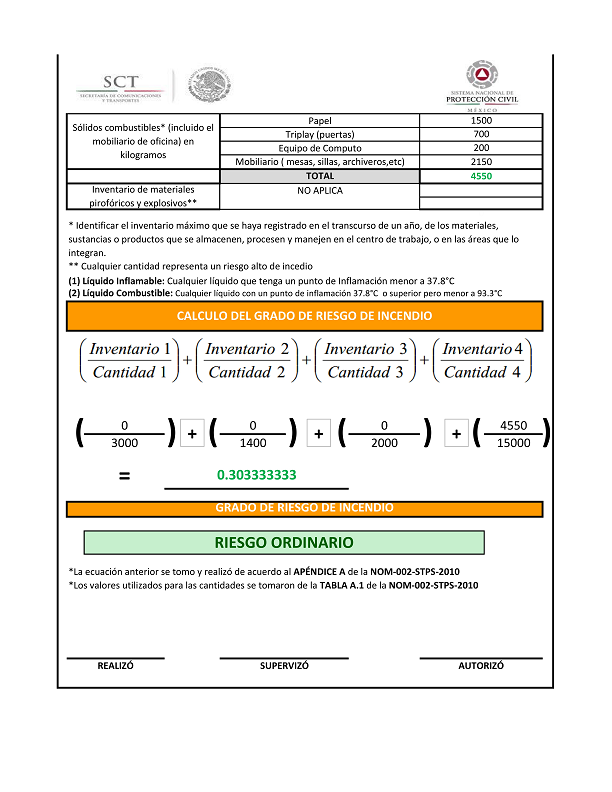 SCT
SECRETARÍA DE COMUNICACIONES
Y TRANSPORTES
SISTEMA NACIONAL DE
PROTECCIÓN CIVIL
MÉXICO
Sólidos combustibles* (incluido el
mobiliario de oficina) en
kilogramos
Papel 1500
Triplay (puertas) 700
Equipo de Computo 200
Mobiliario ( mesas, sillas, archiveros,etc) 2150
TOTAL 4550
Inventario de materiales
pirofóricos y explosivos**
NO APLICA
* Identificar el inventario máximo que se haya registrado en el transcurso de un año, de los materiales,
sustancias o productos que se almacenen, procesen y manejen en el centro de trabajo, o en las áreas que lo
integran.
** Cualquier cantidad representa un riesgo alto de incedio
(1) Líquido Inflamable: Cualquier líquido que tenga un punto de Inflamación menor a 37.8°C
(2) Líquido Combustible: Cualquier líquido con un punto de inflamación 37.8°C o superior pero menor a 93.3°C
CALCULO DEL GRADO DE RIESGO DE INCENDIO
(Inventario 1 / Cantidad 1) + (Inventario 2 / Cantidad 2) + (Inventario 3 / Cantidad 3) + (Inventario 4 / Cantidad 4)
(0 / 3000) + (0 / 1400) + (0 / 2000) + (4550 / 15000)
= 0.303333333
GRADO DE RIESGO DE INCENDIO
RIESGO ORDINARIO
*La ecuación anterior se tomo y realizó de acuerdo al APÉNDICE A de la NOM-002-STPS-2010
*Los valores utilizados para las cantidades se tomaron de la TABLA A.1 de la NOM-002-STPS-2010
REALIZÓ SUPERVIZÓ AUTORIZÓ